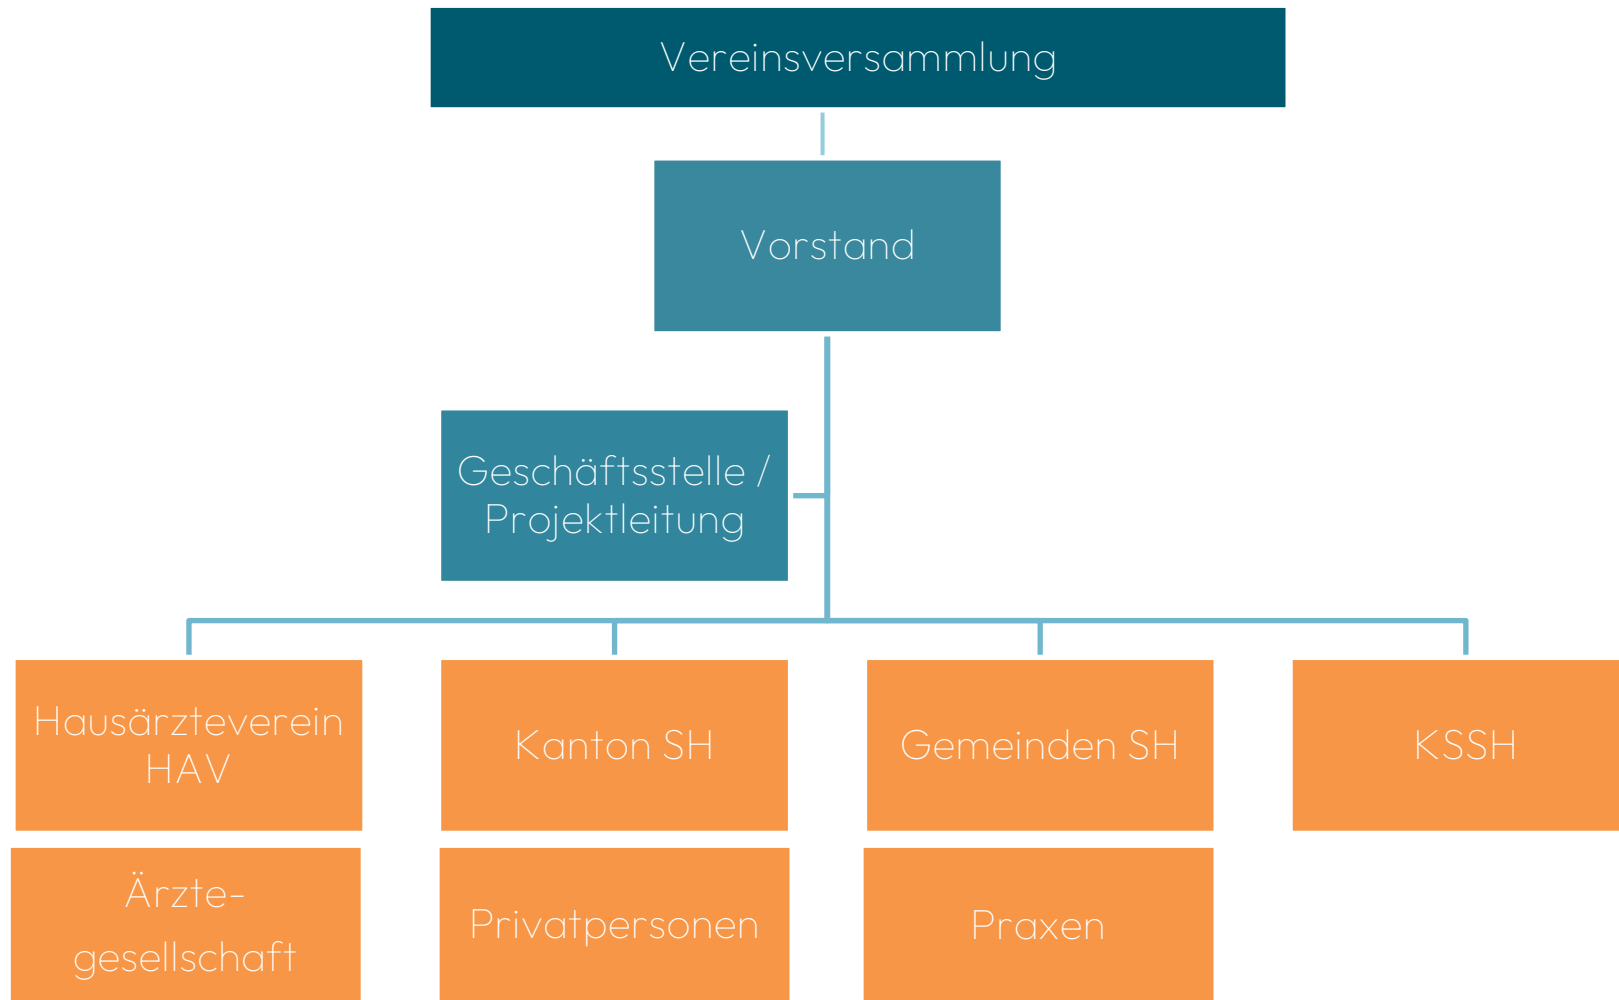 Vereinsversammlung
Vorstand
Geschäftsstelle /
Projektleitung
Hausärzteverein
HAV
Kanton SH
Gemeinden SH
KSSH
Ärzte-
gesellschaft
Privatpersonen
Praxen